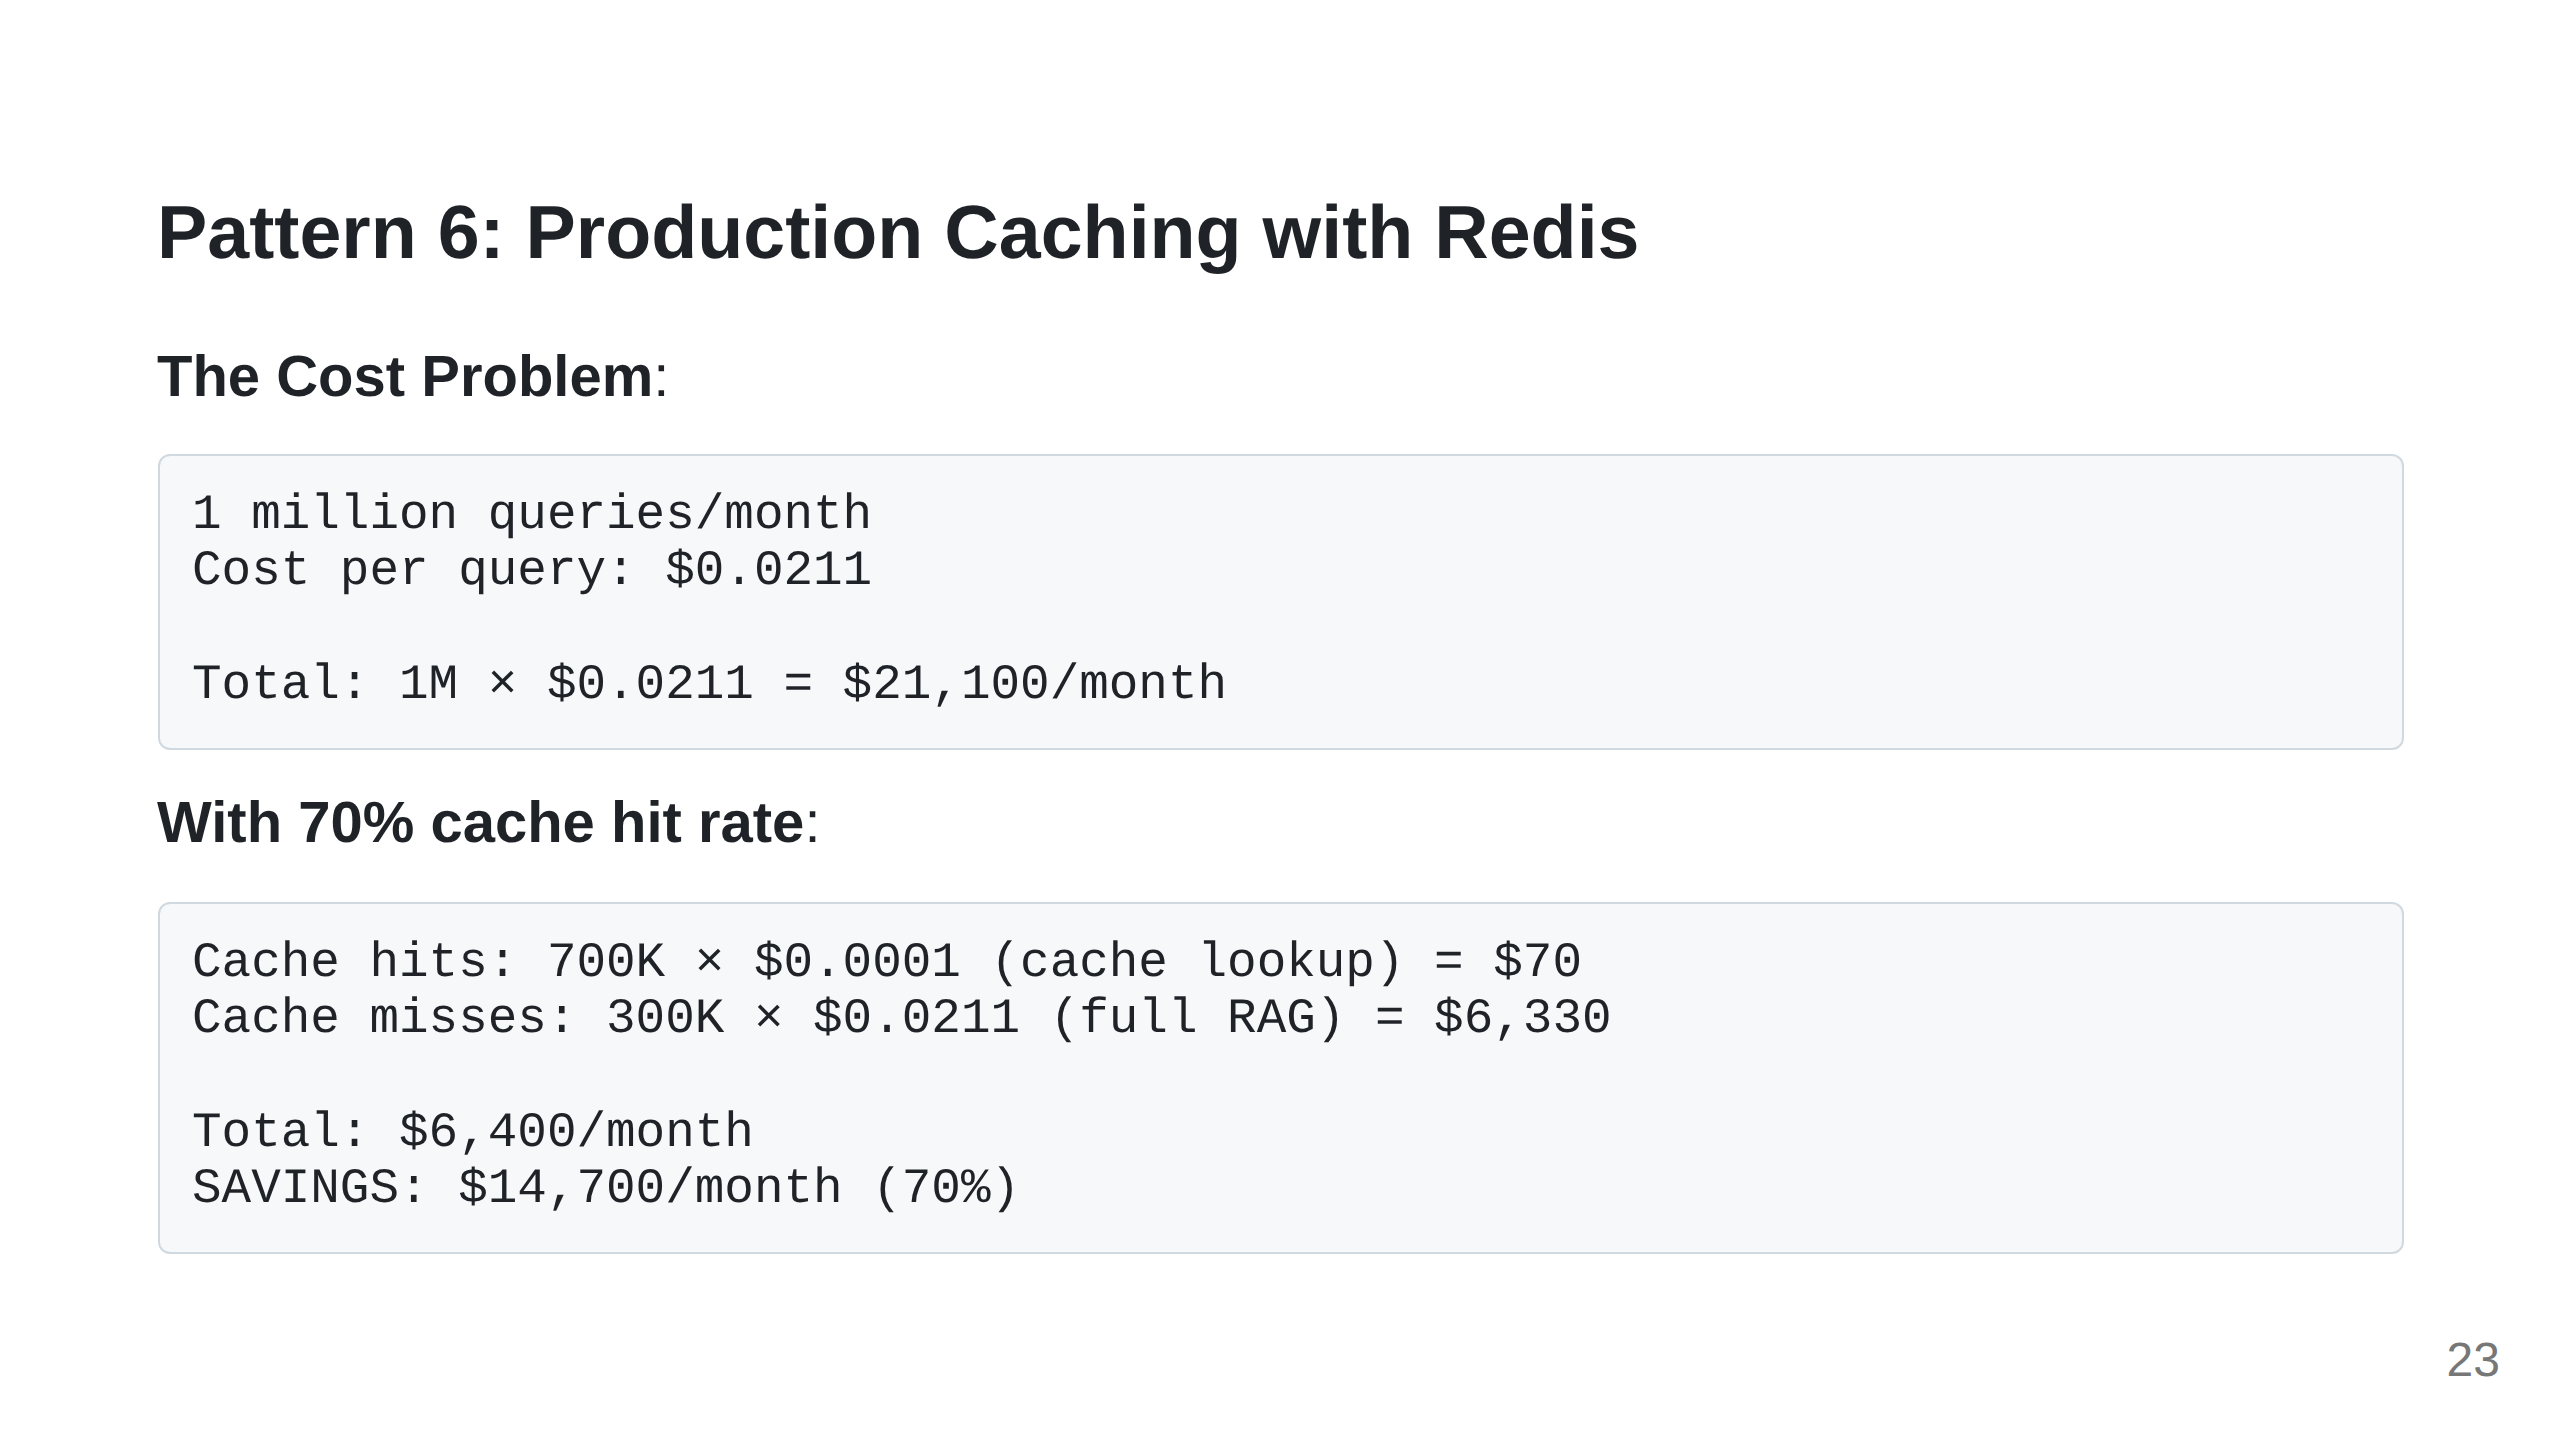 Pattern 6: Production Caching with Redis
The Cost Problem:
1 million queries/month
Cost per query: $0.0211
Total: 1M × $0.0211 = $21,100/month
With 70% cache hit rate:
Cache hits: 700K × $0.0001 (cache lookup) = $70
Cache misses: 300K × $0.0211 (full RAG) = $6,330
Total: $6,400/month
SAVINGS: $14,700/month (70%)
23